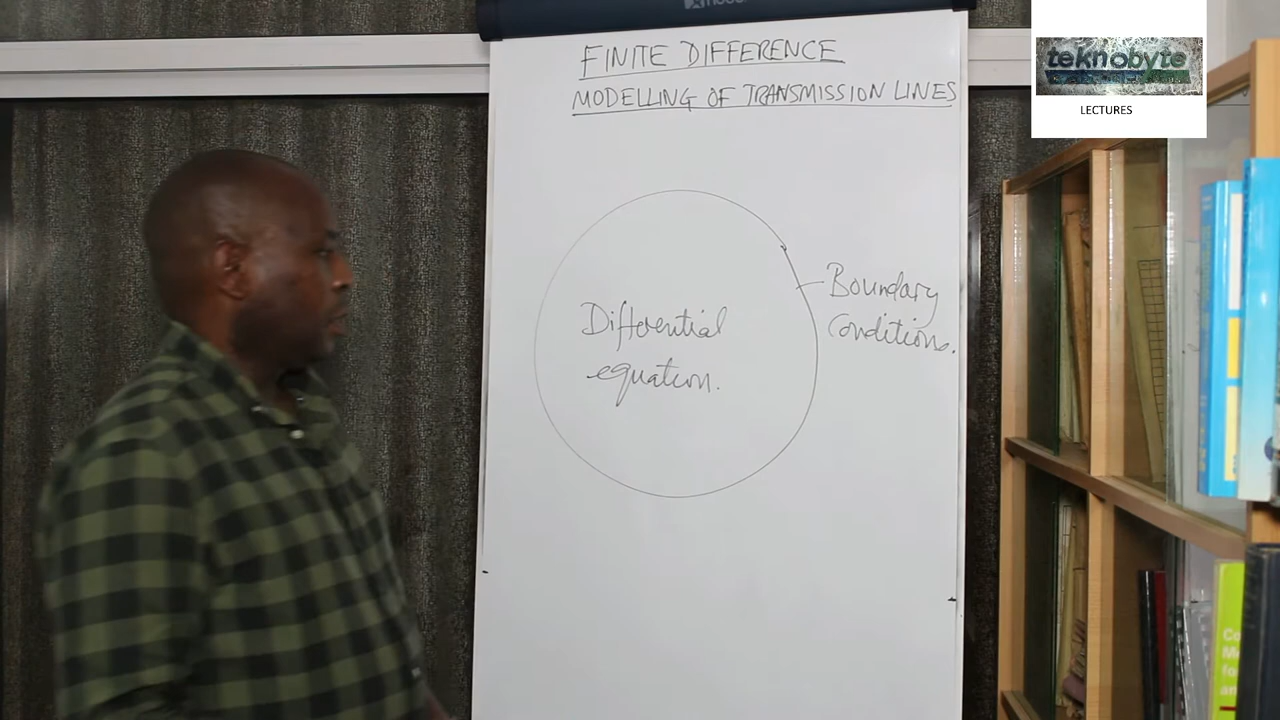 FINITE DIFFERENCE
MODELLING OF TRANSMISSION LINES
teknobyte
LECTURES
Differential
equation.
Boundary
Conditions.